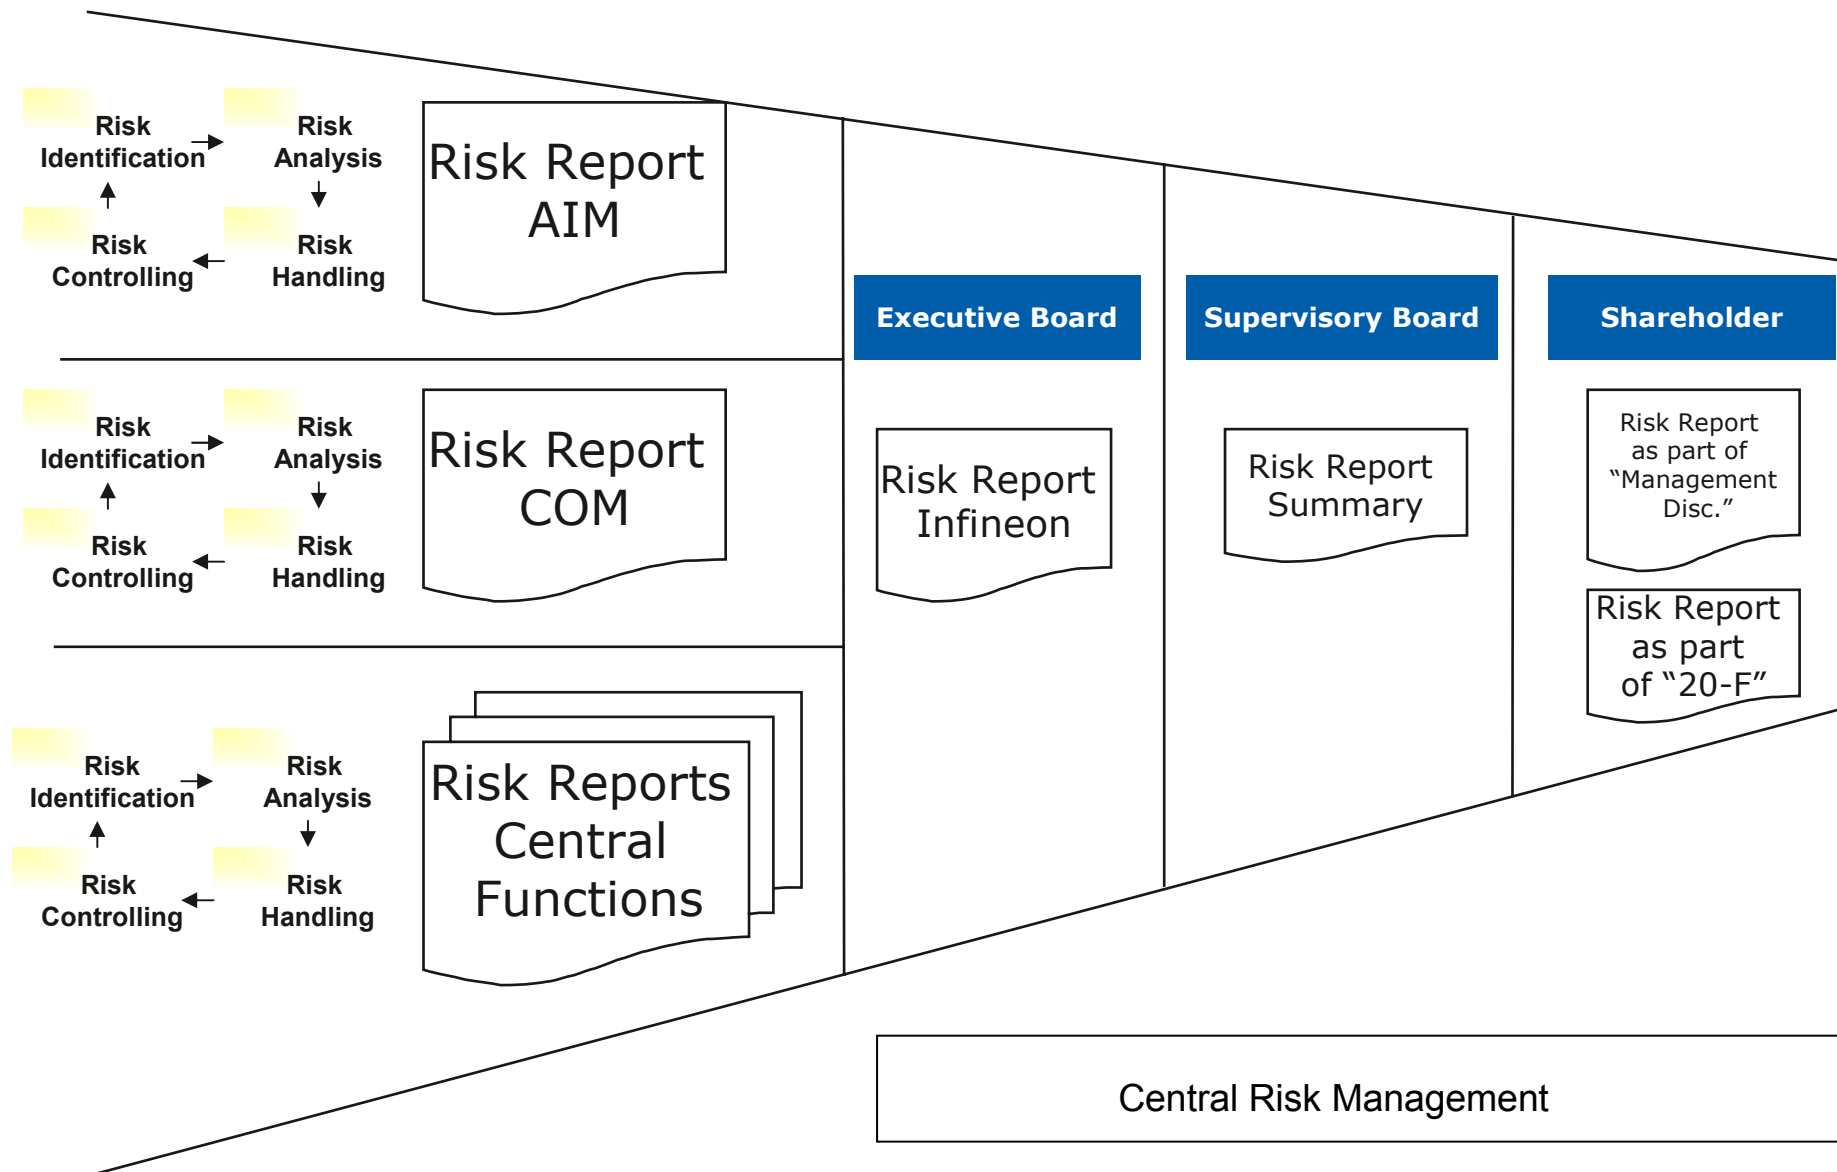 Risk
Identification
Risk
Analysis
Risk
Controlling
Risk
Handling
Risk Report
AIM
Risk
Identification
Risk
Analysis
Risk
Controlling
Risk
Handling
Risk Report
COM
Risk
Identification
Risk
Analysis
Risk
Controlling
Risk
Handling
Risk Reports
Central
Functions
Executive Board
Risk Report
Infineon
Supervisory Board
Risk Report
Summary
Shareholder
Risk Report
as part of
“Management
Disc.”
Risk Report
as part
of “20-F”
Central Risk Management